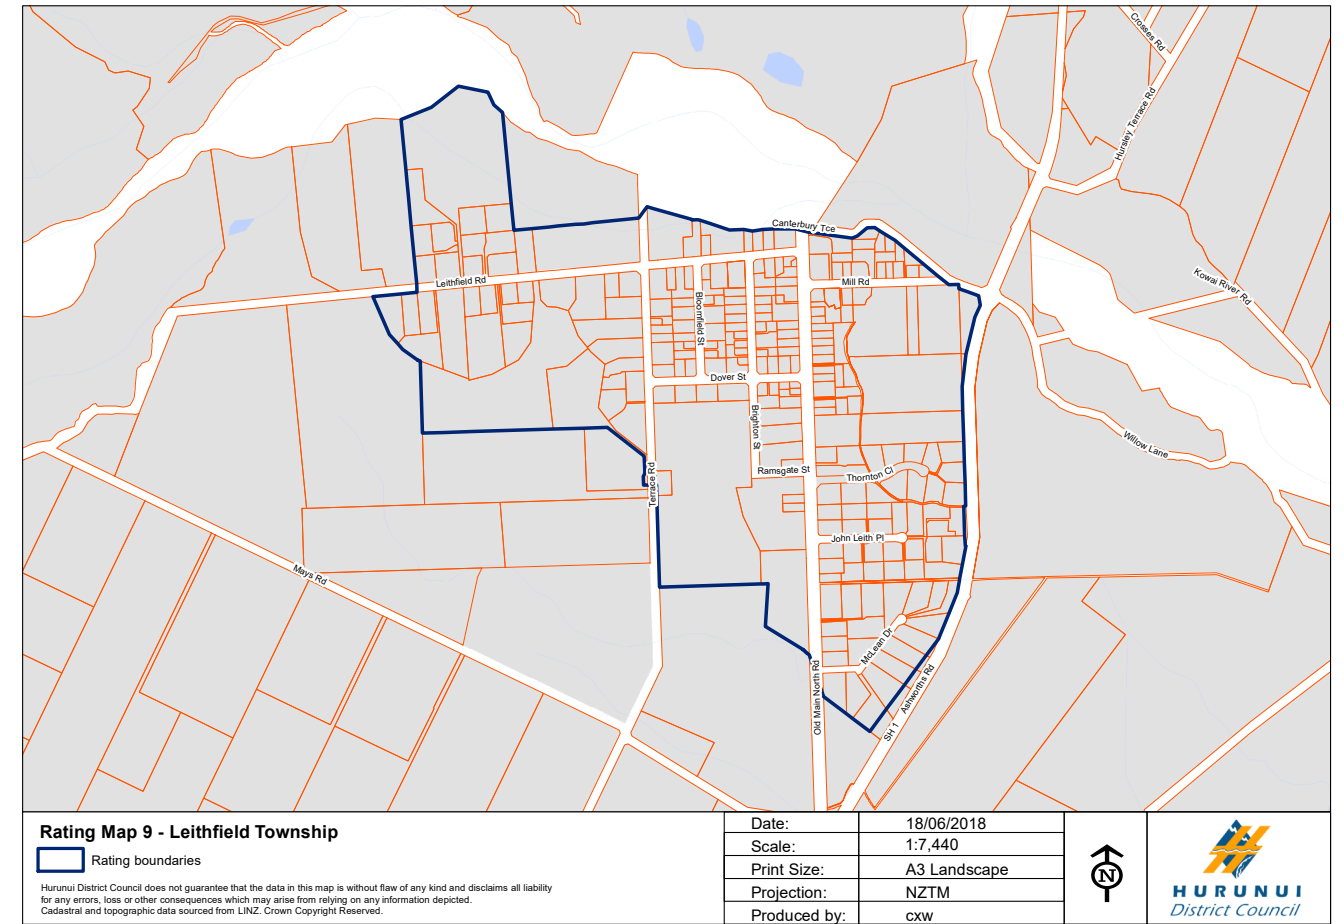 Crosses Rd
Hursley Terrace Rd
Canterbury Tce
Kowai River Rd
Leithfield Rd
Mill Rd
Bloomfield St
Dover St
Brighton St
Willow Lane
Terrace Rd
Ramsgate St
Thornton Cl
John Leith Pl
Mays Rd
McLean Dr
Old Main North Rd
SH 1 Ashworths Rd
Rating Map 9 - Leithfield Township
Rating boundaries
Hurunui District Council does not guarantee that the data in this map is without flaw of any kind and disclaims all liability
for any errors, loss or other consequences which may arise from relying on any information depicted.
Cadastral and topographic data sourced from LINZ. Crown Copyright Reserved.
Date: 18/06/2018
Scale: 1:7,440
Print Size: A3 Landscape
Projection: NZTM
Produced by: cxw
N
HURUNUI
District Council